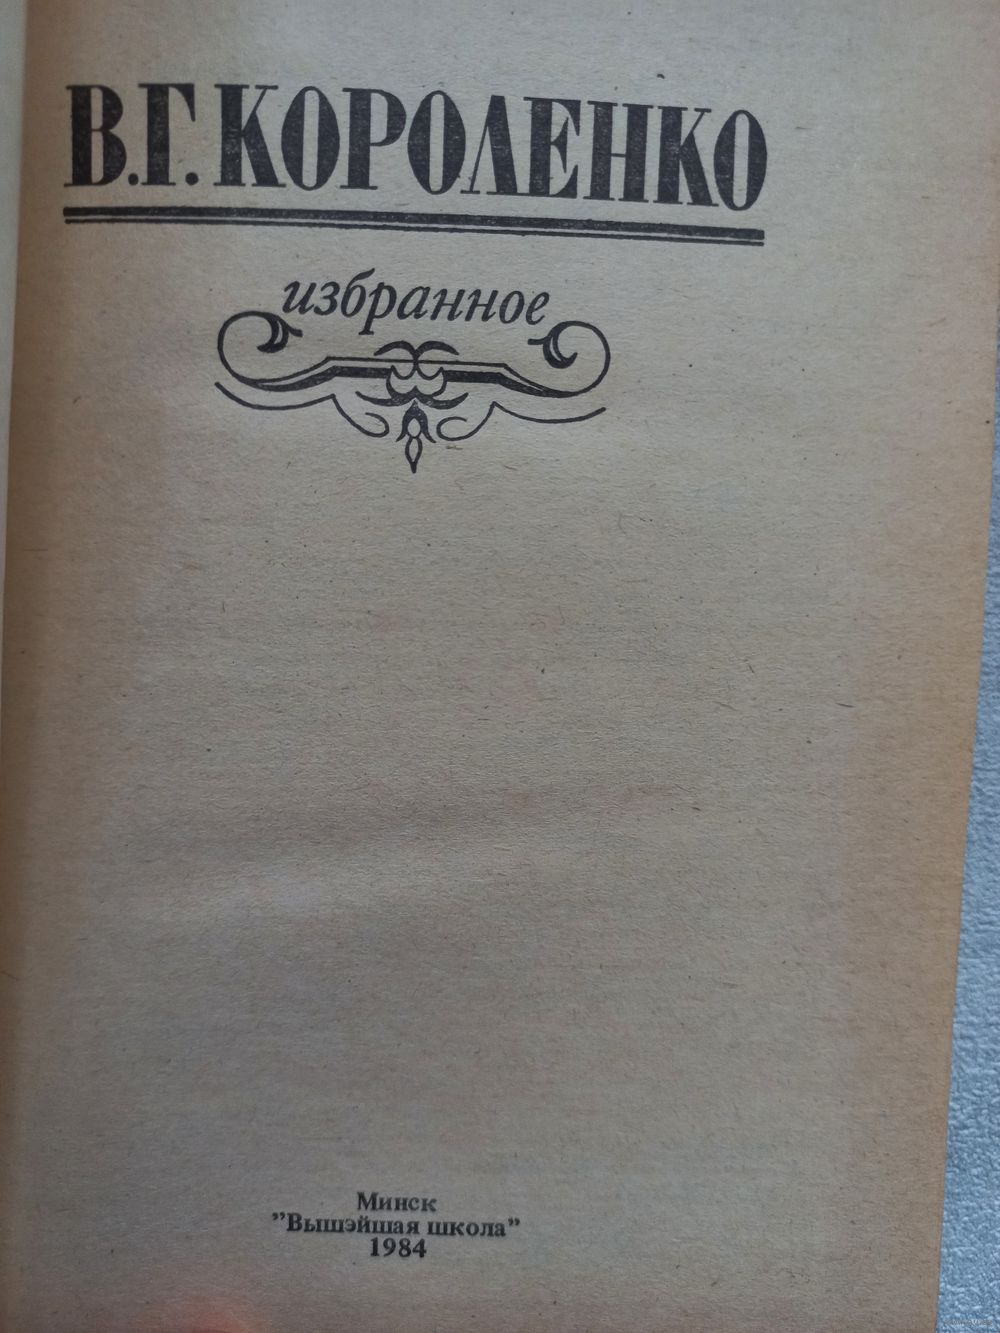 В.Г. КОРОЛЕНКО
избранное
Минск
"Вышэйшая школа"
1984